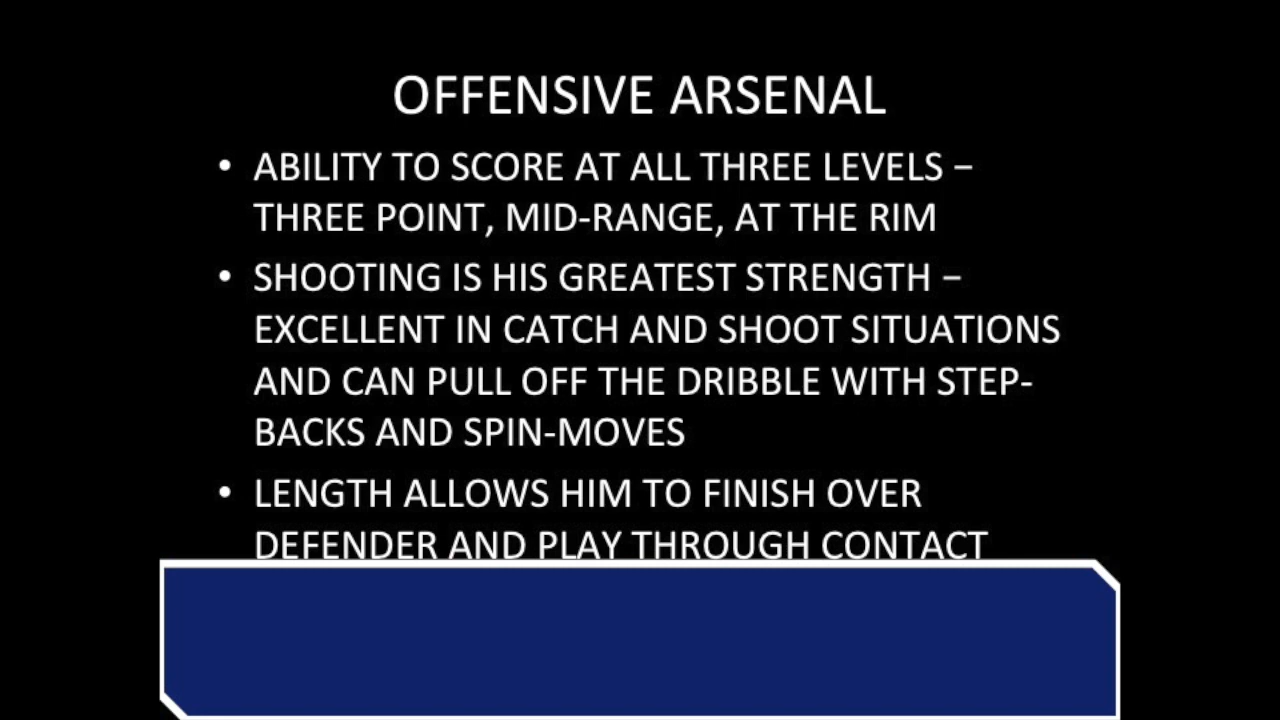 OFFENSIVE ARSENAL
• ABILITY TO SCORE AT ALL THREE LEVELS –
THREE POINT, MID-RANGE, AT THE RIM
• SHOOTING IS HIS GREATEST STRENGTH –
EXCELLENT IN CATCH AND SHOOT SITUATIONS
AND CAN PULL OFF THE DRIBBLE WITH STEP-
BACKS AND SPIN-MOVES
• LENGTH ALLOWS HIM TO FINISH OVER
DEFENDER AND PLAY THROUGH CONTACT